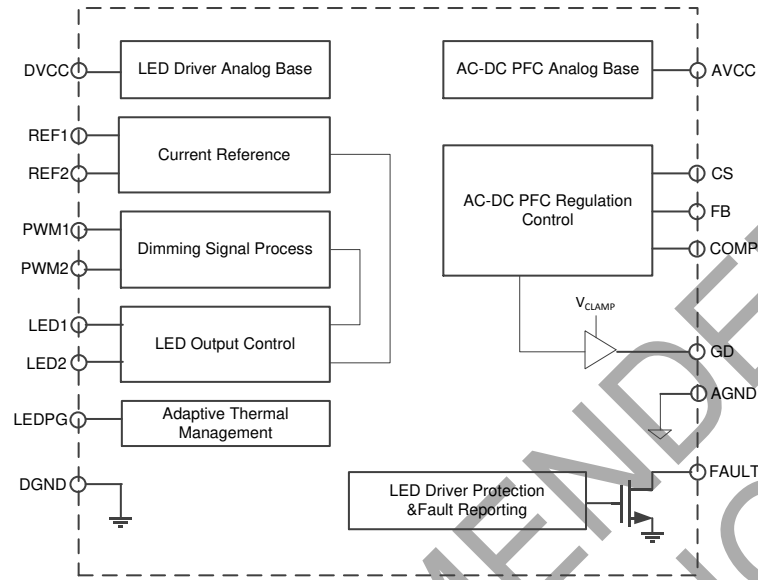 DVCC
LED Driver Analog Base
AC-DC PFC Analog Base
AVCC
REF1
REF2
Current Reference
AC-DC PFC Regulation
Control
CS
FB
COMP
PWM1
PWM2
Dimming Signal Process
LED1
LED2
LED Output Control
VCLAMP
GD
AGND
LEDPG
Adaptive Thermal
Management
DGND
LED Driver Protection
&Fault Reporting
FAULT